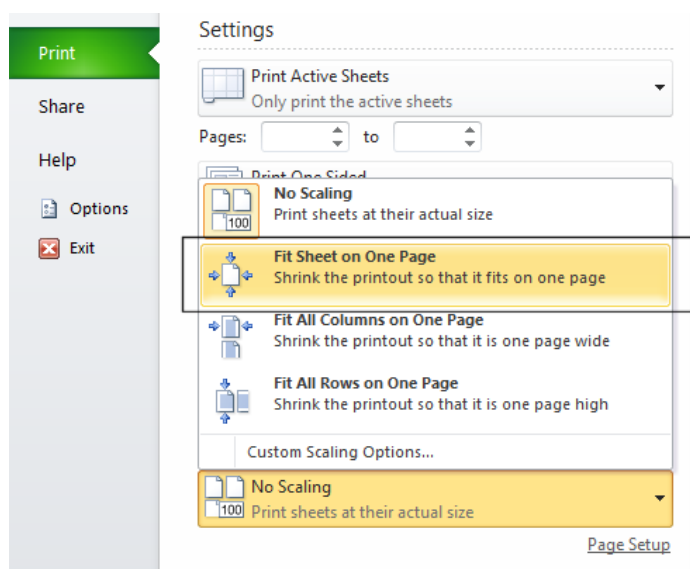 Settings
Print
Print Active Sheets
Only print the active sheets
Share
Pages:
to
Help
Print One Sided
No Scaling
Print sheets at their actual size
100
Options
Fit Sheet on One Page
Shrink the printout so that it fits on one page
Exit
Fit All Columns on One Page
Shrink the printout so that it is one page wide
Fit All Rows on One Page
Shrink the printout so that it is one page high
Custom Scaling Options...
No Scaling
100
Print sheets at their actual size
Page Setup